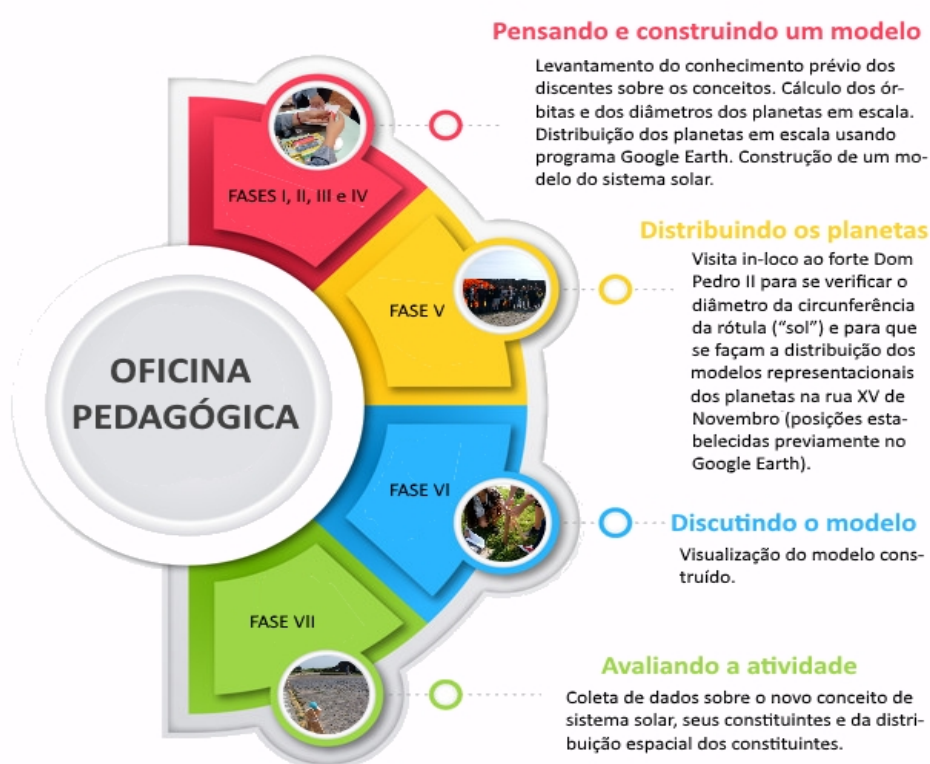 Pensando e construindo um modelo
Levantamento do conhecimento prévio dos
discentes sobre os conceitos. Cálculo dos ór-
bitas e dos diâmetros dos planetas em escala.
Distribuição dos planetas em escala usando
programa Google Earth. Construção de um mo-
delo do sistema solar.
FASES I, II, III e IV
Distribuindo os planetas
Visita in-loco ao forte Dom
Pedro II para se verificar o
diâmetro da circunferência
da rótula (“sol”) e para que
se façam a distribuição dos
modelos representacionais
dos planetas na rua XV de
Novembro (posições esta-
belecidas previamente no
Google Earth).
FASE V
OFICINA
PEDAGÓGICA
FASE VI
Discutindo o modelo
Visualização do modelo cons-
truído.
FASE VII
Avaliando a atividade
Coleta de dados sobre o novo conceito de
sistema solar, seus constituintes e da distri-
buição espacial dos constituintes.